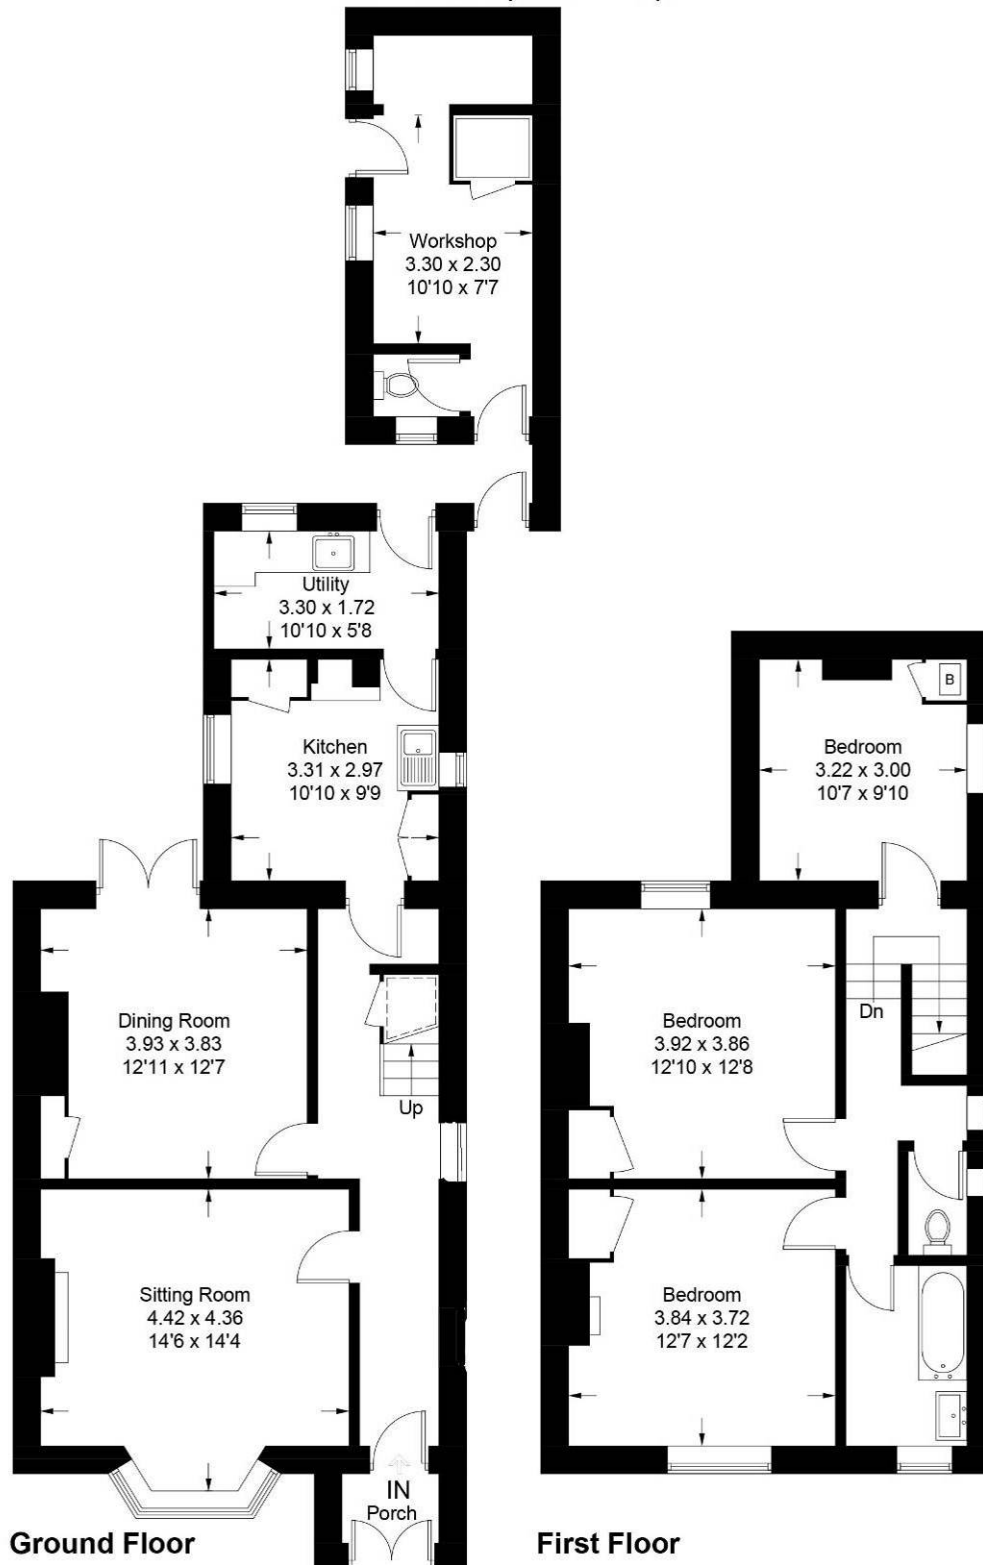 Workshop
3.30 x 2.30
10'10 x 7'7
Utility
3.30 x 1.72
10'10 x 5'8
Kitchen
3.31 x 2.97
10'10 x 9'9
Dining Room
3.93 x 3.83
12'11 x 12'7
Up
Sitting Room
4.42 x 4.36
14'6 x 14'4
IN
Porch
Ground Floor
B
Bedroom
3.22 x 3.00
10'7 x 9'10
Dn
Bedroom
3.92 x 3.86
12'10 x 12'8
Bedroom
3.84 x 3.72
12'7 x 12'2
First Floor